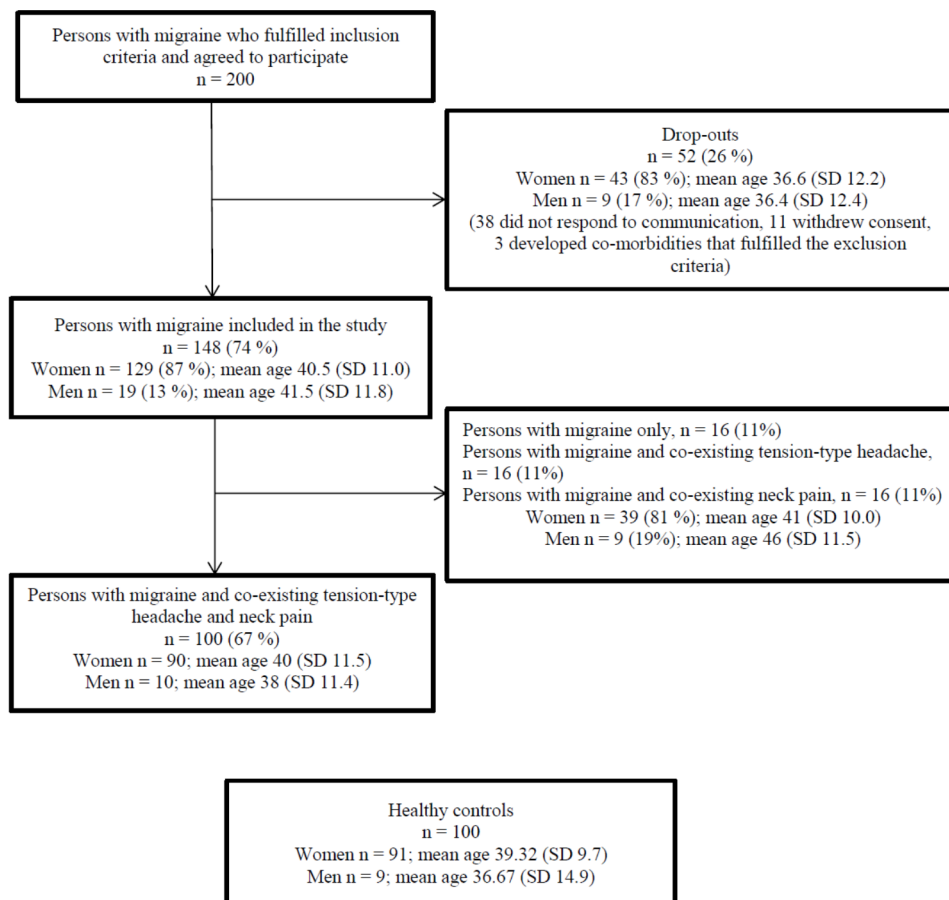 Persons with migraine who fulfilled inclusion
criteria and agreed to participate
n = 200
Drop-outs
n = 52 (26 %)
Women n = 43 (83 %); mean age 36.6 (SD 12.2)
Men n = 9 (17 %); mean age 36.4 (SD 12.4)
(38 did not respond to communication, 11 withdrew consent,
3 developed co-morbidities that fulfilled the exclusion
criteria)
Persons with migraine included in the study
n = 148 (74 %)
Women n = 129 (87 %); mean age 40.5 (SD 11.0)
Men n = 19 (13 %); mean age 41.5 (SD 11.8)
Persons with migraine only, n = 16 (11%)
Persons with migraine and co-existing tension-type headache,
n = 16 (11%)
Persons with migraine and co-existing neck pain, n = 16 (11%)
Women n = 39 (81 %); mean age 41 (SD 10.0)
Men n = 9 (19%); mean age 46 (SD 11.5)
Persons with migraine and co-existing tension-type
headache and neck pain
n = 100 (67 %)
Women n = 90; mean age 40 (SD 11.5)
Men n = 10; mean age 38 (SD 11.4)
Healthy controls
n = 100
Women n = 91; mean age 39.32 (SD 9.7)
Men n = 9; mean age 36.67 (SD 14.9)